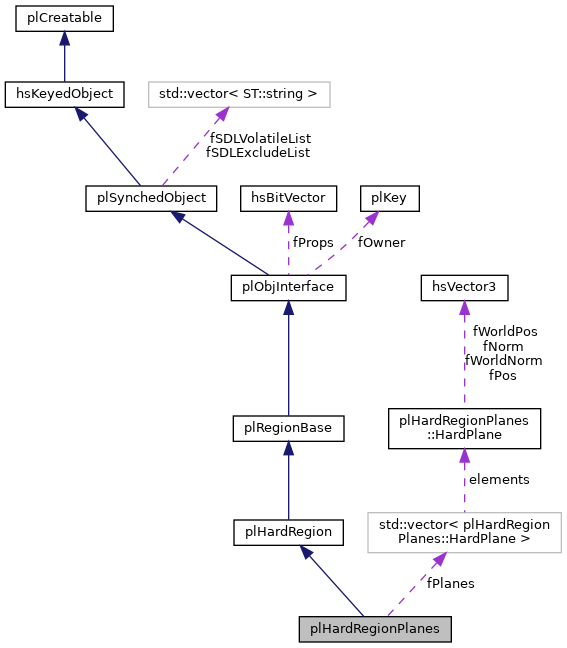 plCreatable
hsKeyedObject
std::vector< ST::string >
fSDLVolatileList
fSDLExcludeList
plSynchedObject
hsBitVector
plKey
fProps
fOwner
plObjInterface
hsVector3
fWorldPos
fNorm
fWorldNorm
fPos
plRegionBase
plHardRegionPlanes
::HardPlane
elements
plHardRegion
std::vector< plHardRegion
Planes::HardPlane >
fPlanes
plHardRegionPlanes